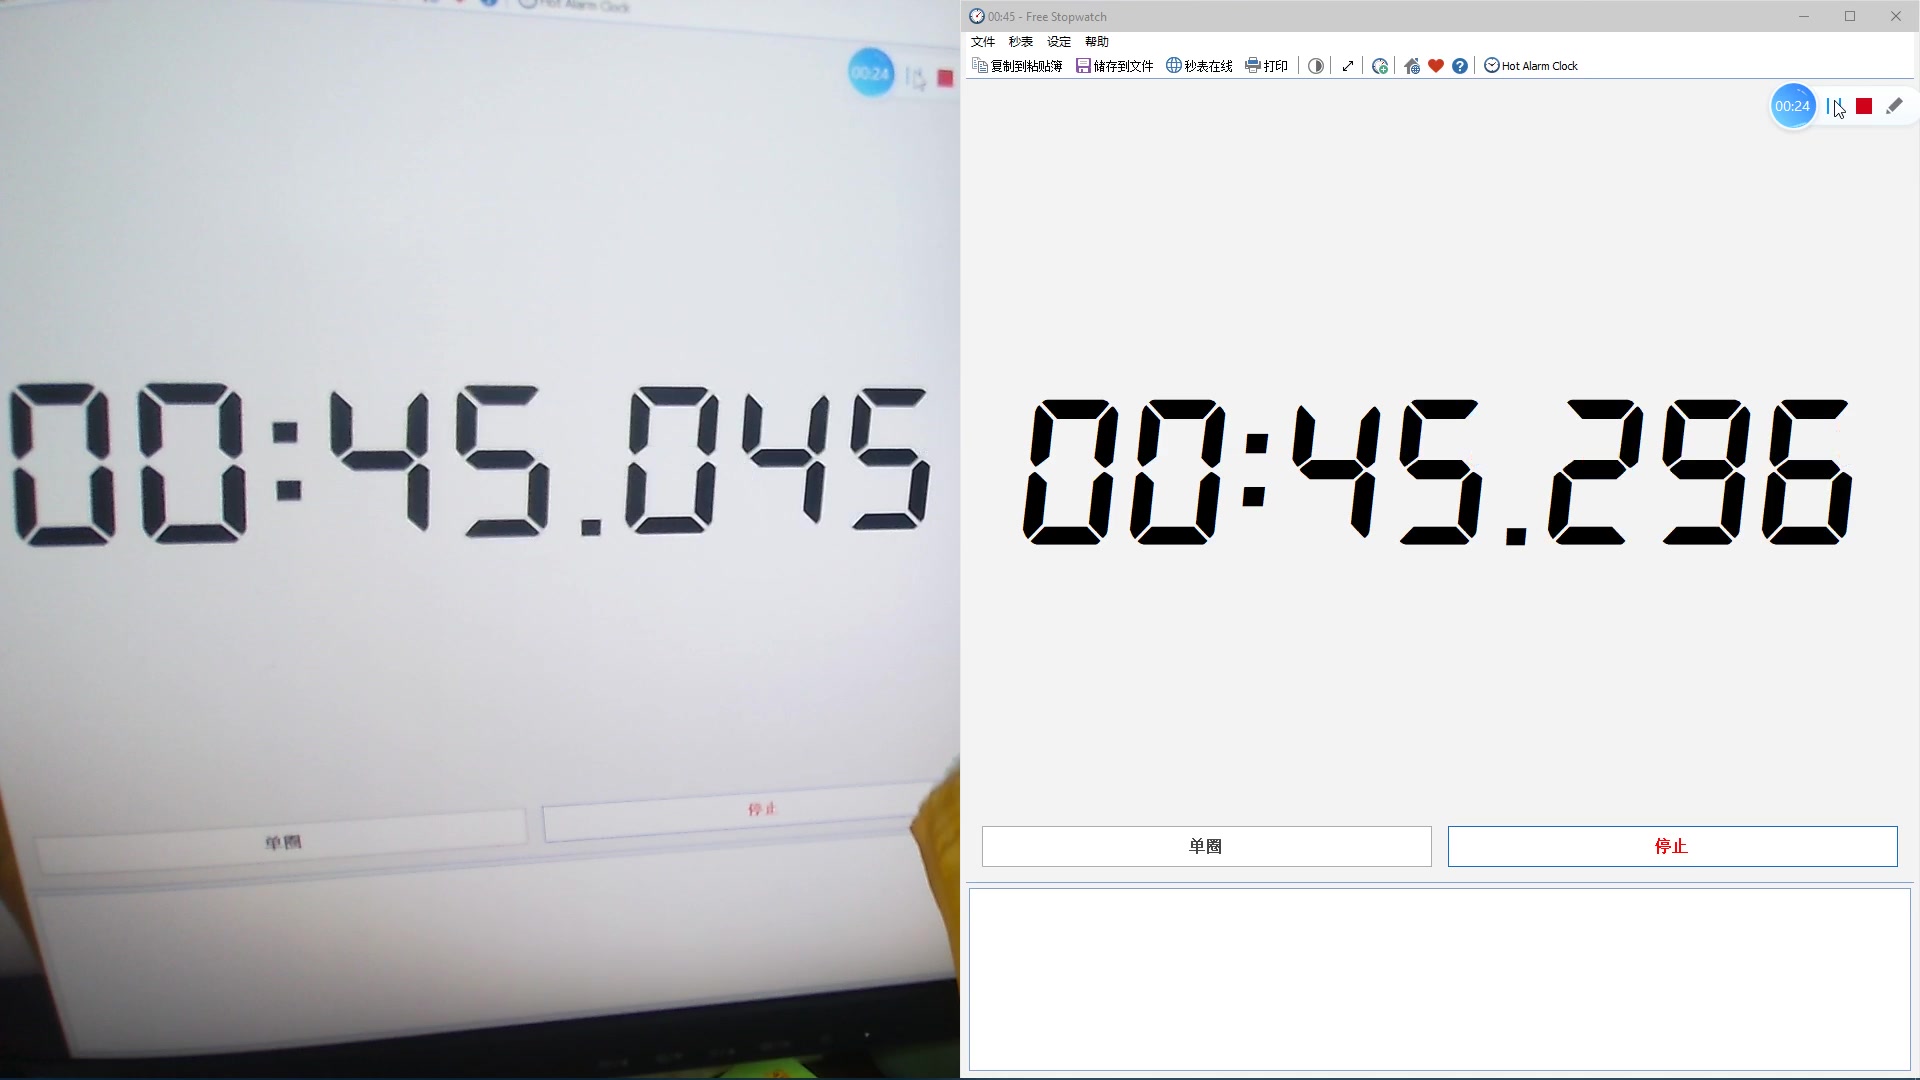 Hot Alarm Clock
00:24
00:45.045
单圈
停止
00:45 - Free Stopwatch
文件 秒表 设定 帮助
复制到粘贴簿 储存到文件 秒表在线 打印 Hot Alarm Clock
00:24
00:45.296
单圈 停止